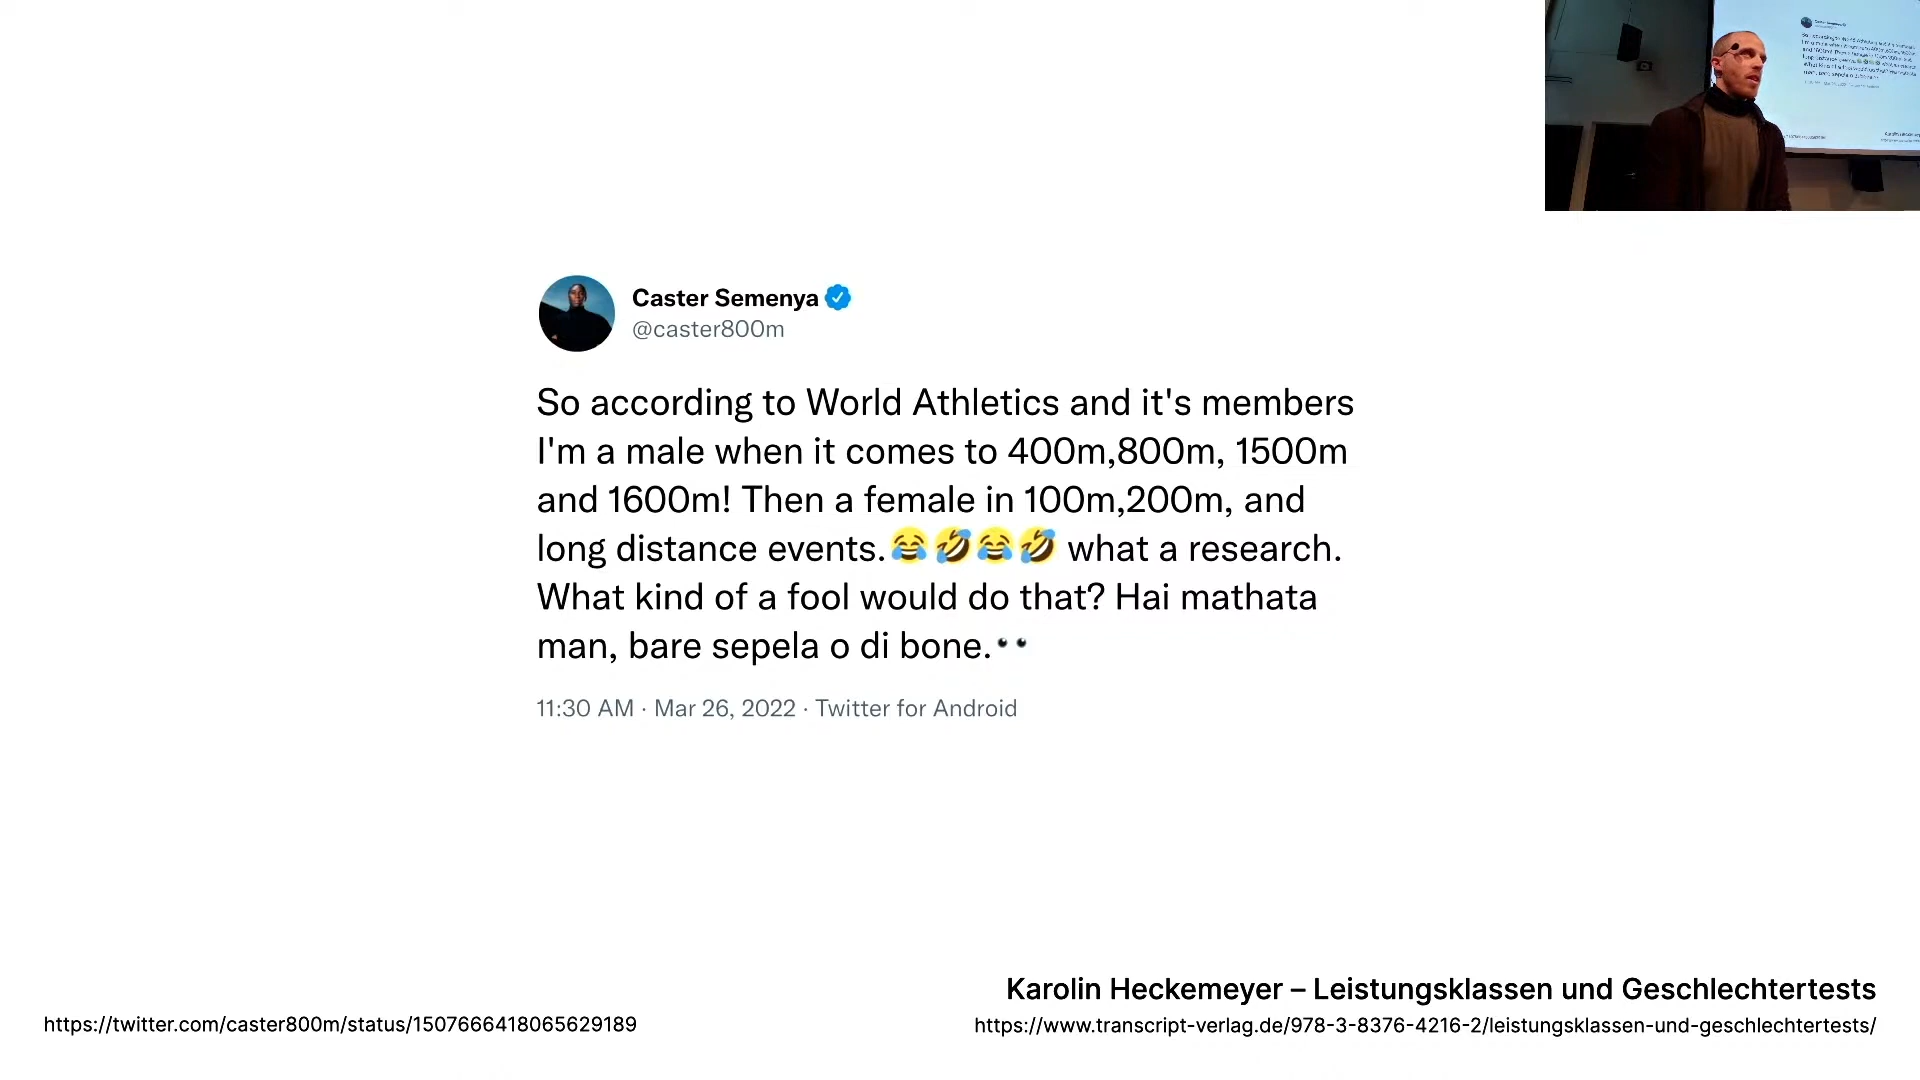 Caster Semenya
@caster800m
So according to World Athletics and it's members
I'm a male when it comes to 400m,800m, 1500m
and 1600m! Then a female in 100m,200m, and
long distance events.😂🤣😂🤣 what a research.
What kind of a fool would do that? Hai mathata
man, bare sepela o di bone.👀
11:30 AM · Mar 26, 2022 · Twitter for Android
Karolin Heckemeyer – Leistungsklassen und Geschlechtertests
https://twitter.com/caster800m/status/1507666418065629189
https://www.transcript-verlag.de/978-3-8376-4216-2/leistungsklassen-und-geschlechtertests/